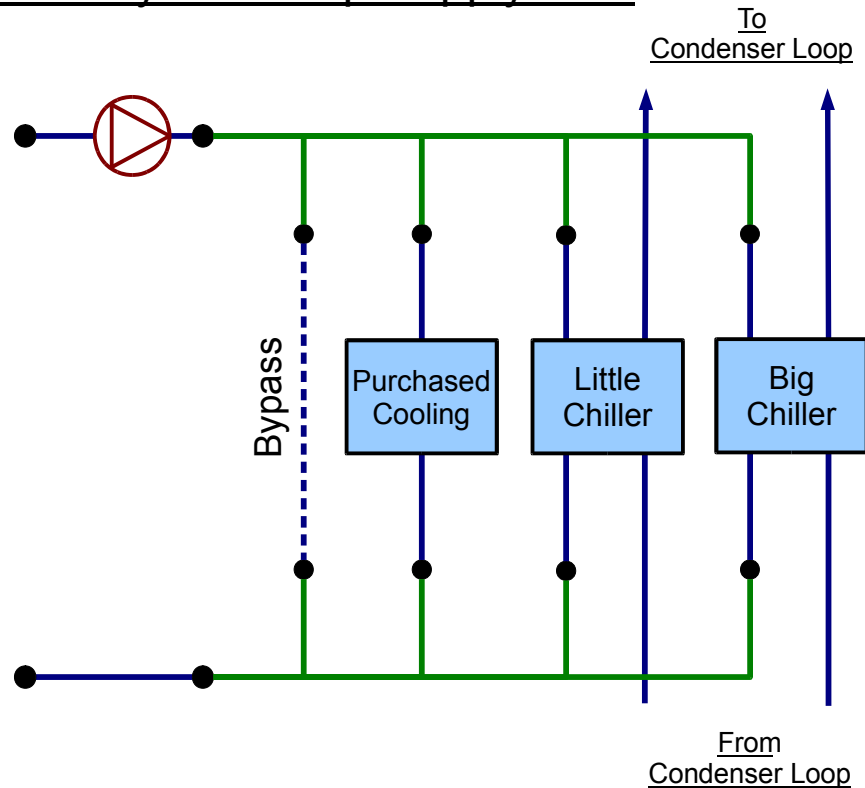 To
Condenser Loop
Bypass
Purchased
Cooling
Little
Chiller
Big
Chiller
From
Condenser Loop